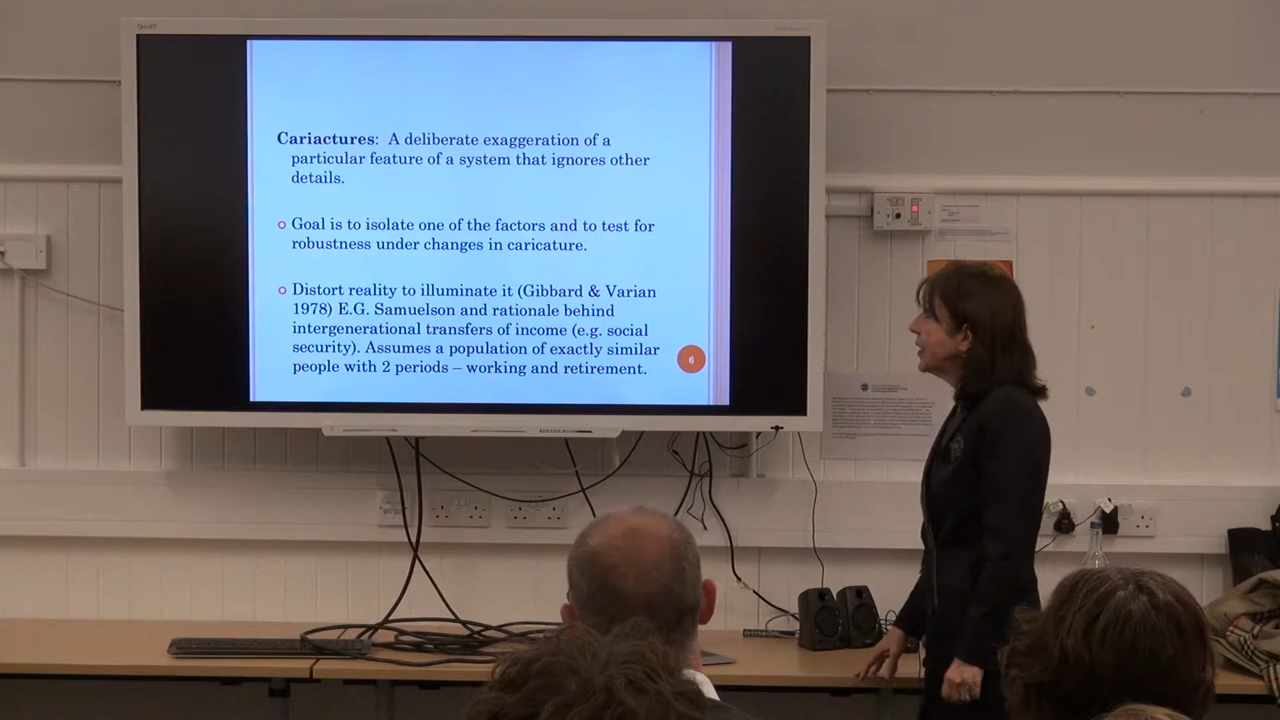 SMART
Cariactures: A deliberate exaggeration of a
particular feature of a system that ignores other
details.
Goal is to isolate one of the factors and to test for
robustness under changes in caricature.
Distort reality to illuminate it (Gibbard & Varian
1978) E.G. Samuelson and rationale behind
intergenerational transfers of income (e.g. social
security). Assumes a population of exactly similar
people with 2 periods – working and retirement.
6